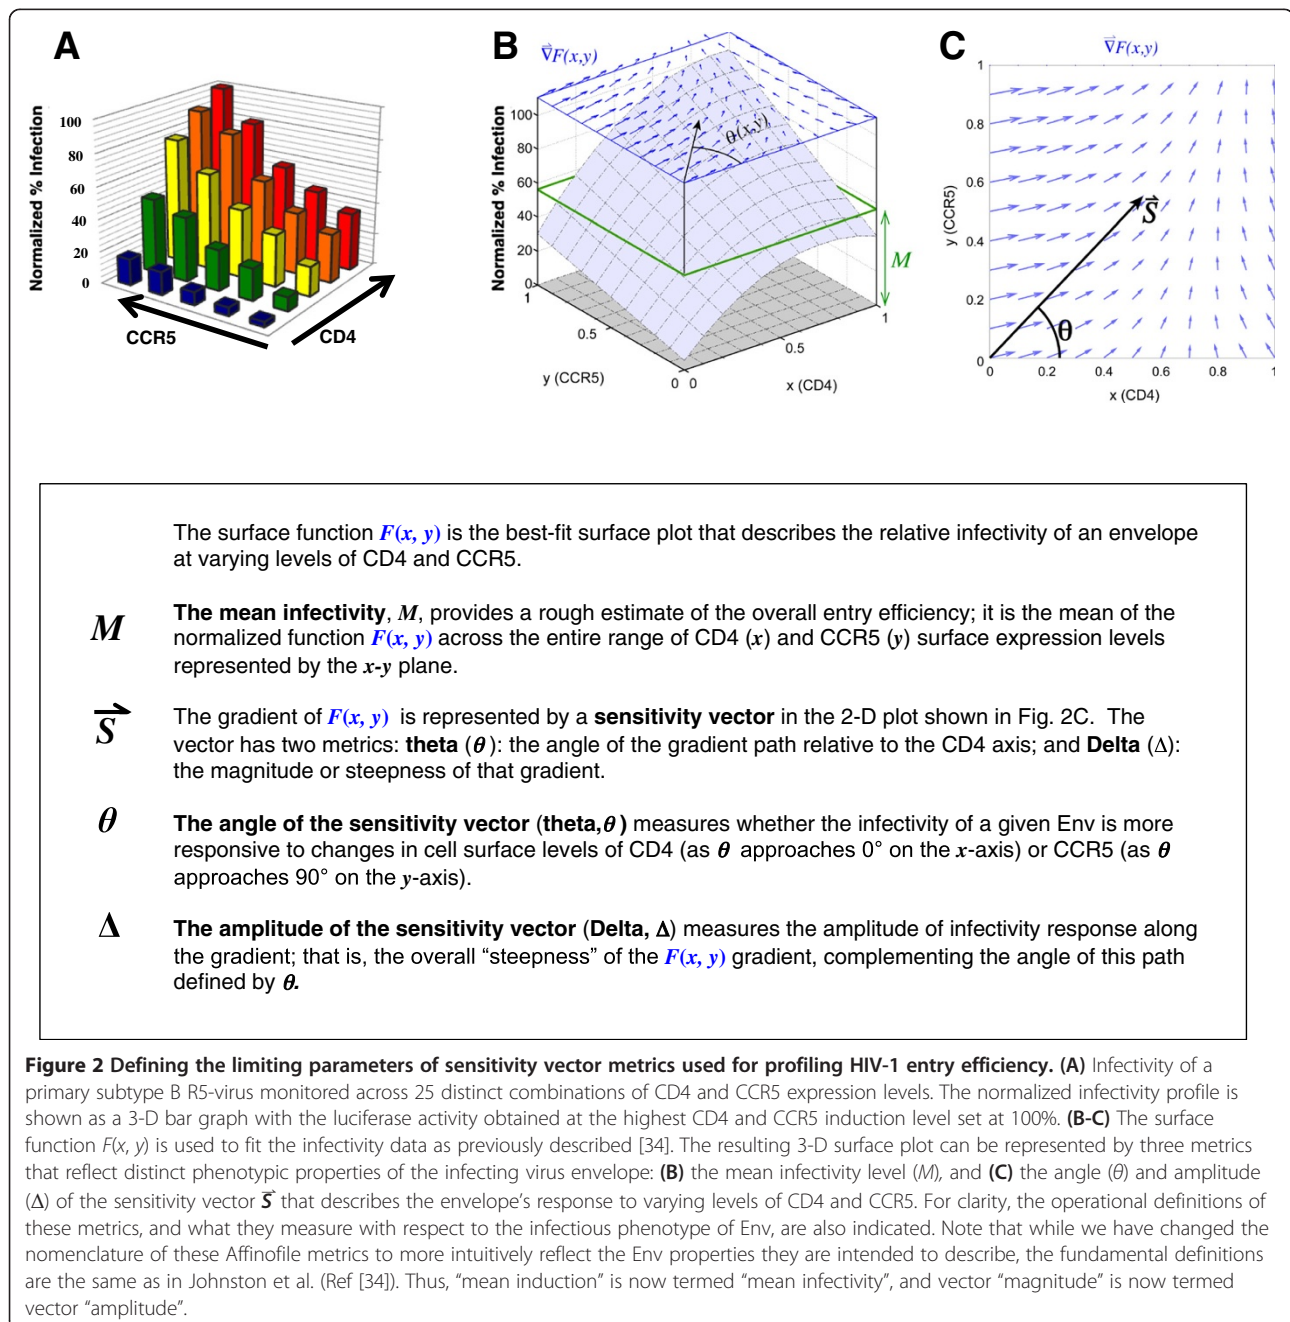 A
Normalized % Infection
100
80
60
40
20
0
CCR5
CD4
B
∇F(x,y)
Normalized % Infection
100
80
60
40
20
0
θ(x,y)
M
1
0.5
0
y (CCR5)
0
0.5
1
x (CD4)
C
∇F(x,y)
y (CCR5)
1
0.8
0.6
0.4
0.2
0
S
θ
0
0.2
0.4
0.6
0.8
1
x (CD4)
The surface function F(x, y) is the best-fit surface plot that describes the relative infectivity of an envelope
at varying levels of CD4 and CCR5.
M
The mean infectivity, M, provides a rough estimate of the overall entry efficiency; it is the mean of the
normalized function F(x, y) across the entire range of CD4 (x) and CCR5 (y) surface expression levels
represented by the x-y plane.
S
The gradient of F(x, y) is represented by a sensitivity vector in the 2-D plot shown in Fig. 2C. The
vector has two metrics: theta (θ): the angle of the gradient path relative to the CD4 axis; and Delta (Δ):
the magnitude or steepness of that gradient.
θ
The angle of the sensitivity vector (theta,θ) measures whether the infectivity of a given Env is more
responsive to changes in cell surface levels of CD4 (as θ approaches 0° on the x-axis) or CCR5 (as θ
approaches 90° on the y-axis).
Δ
The amplitude of the sensitivity vector (Delta, Δ) measures the amplitude of infectivity response along
the gradient; that is, the overall “steepness” of the F(x, y) gradient, complementing the angle of this path
defined by θ.
Figure 2 Defining the limiting parameters of sensitivity vector metrics used for profiling HIV-1 entry efficiency. (A) Infectivity of a
primary subtype B R5-virus monitored across 25 distinct combinations of CD4 and CCR5 expression levels. The normalized infectivity profile is
shown as a 3-D bar graph with the luciferase activity obtained at the highest CD4 and CCR5 induction level set at 100%. (B-C) The surface
function F(x, y) is used to fit the infectivity data as previously described [34]. The resulting 3-D surface plot can be represented by three metrics
that reflect distinct phenotypic properties of the infecting virus envelope: (B) the mean infectivity level (M), and (C) the angle (θ) and amplitude
(Δ) of the sensitivity vector S that describes the envelope’s response to varying levels of CD4 and CCR5. For clarity, the operational definitions of
these metrics, and what they measure with respect to the infectious phenotype of Env, are also indicated. Note that while we have changed the
nomenclature of these Affinofile metrics to more intuitively reflect the Env properties they are intended to describe, the fundamental definitions
are the same as in Johnston et al. (Ref [34]). Thus, “mean induction” is now termed “mean infectivity”, and vector “magnitude” is now termed
vector “amplitude”.